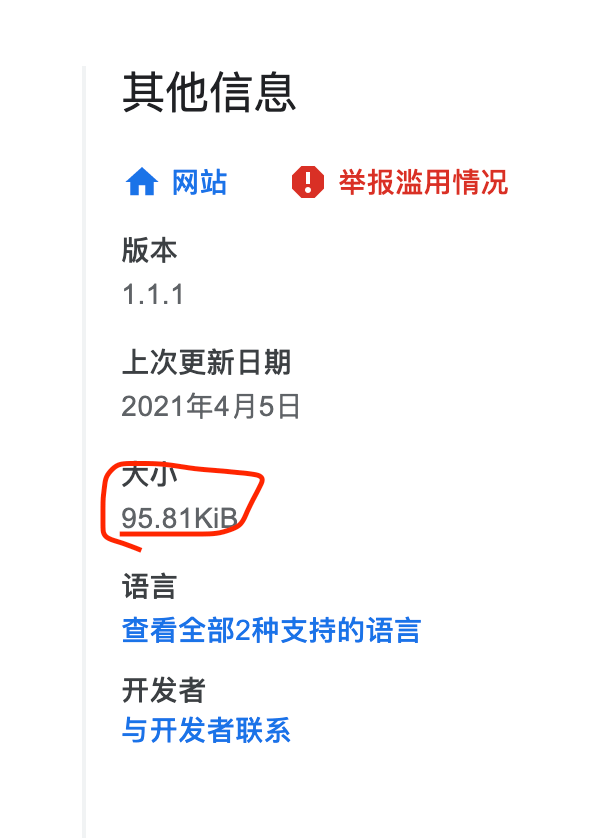 其他信息
网站 举报滥用情况
版本
1.1.1
上次更新日期
2021年4月5日
大小
95.81KiB
语言
查看全部2种支持的语言
开发者
与开发者联系